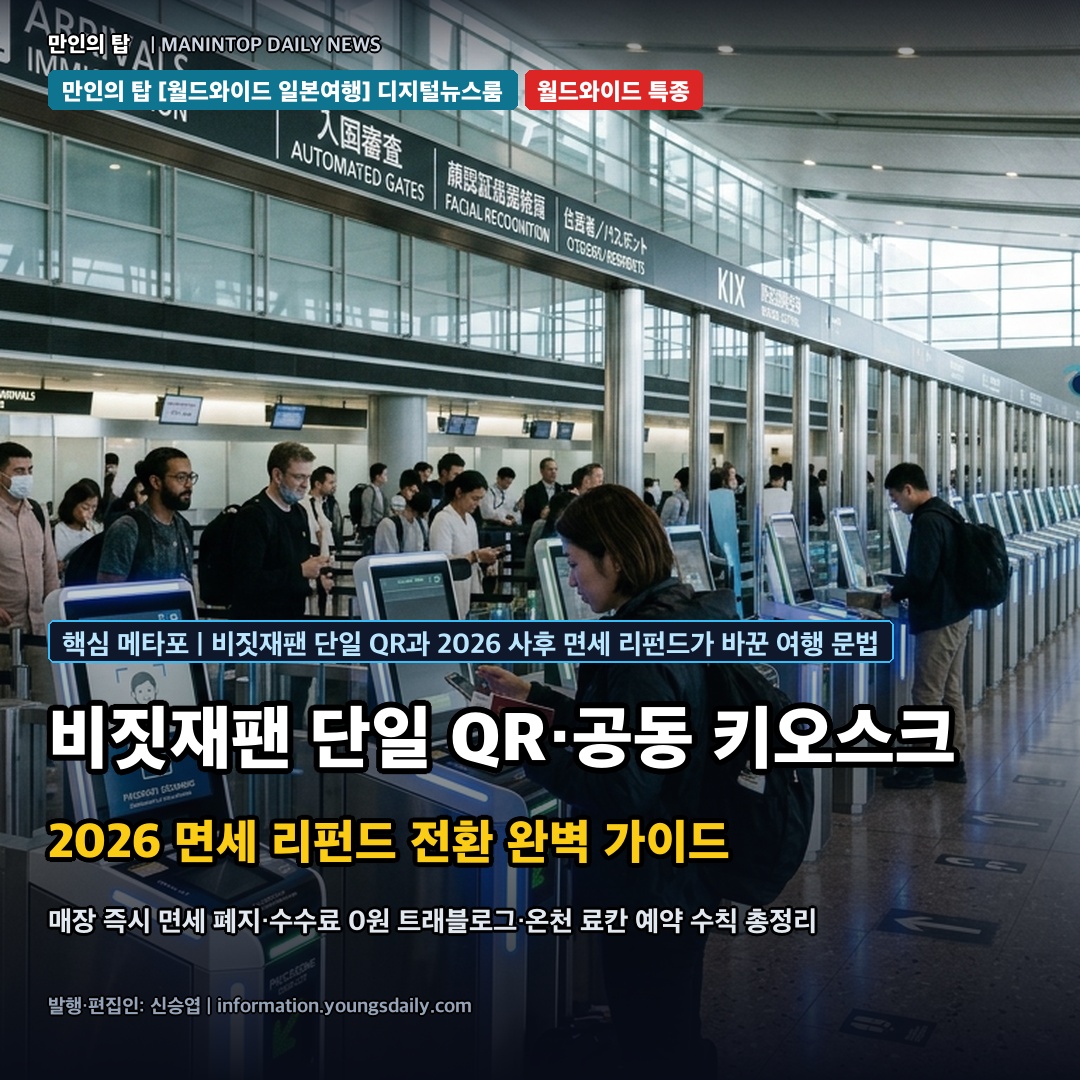 만인의 탑 | MANINTOP DAILY NEWS
만인의 탑 [월드와이드 일본여행] 디지털뉴스룸
월드와이드 특종
ARRIVALS
入国審査
AUTOMATED GATES
FACIAL RECOGNITION
KIX
핵심 메타포 | 비짓재팬 단일 QR과 2026 사후 면세 리펀드가 바꾼 여행 문법
비짓재팬 단일 QR·공동 키오스크
2026 면세 리펀드 전환 완벽 가이드
매장 즉시 면세 폐지·수수료 0원 트래블로그·온천 료칸 예약 수칙 총정리
발행·편집인: 신승엽 | information.youngsdaily.com